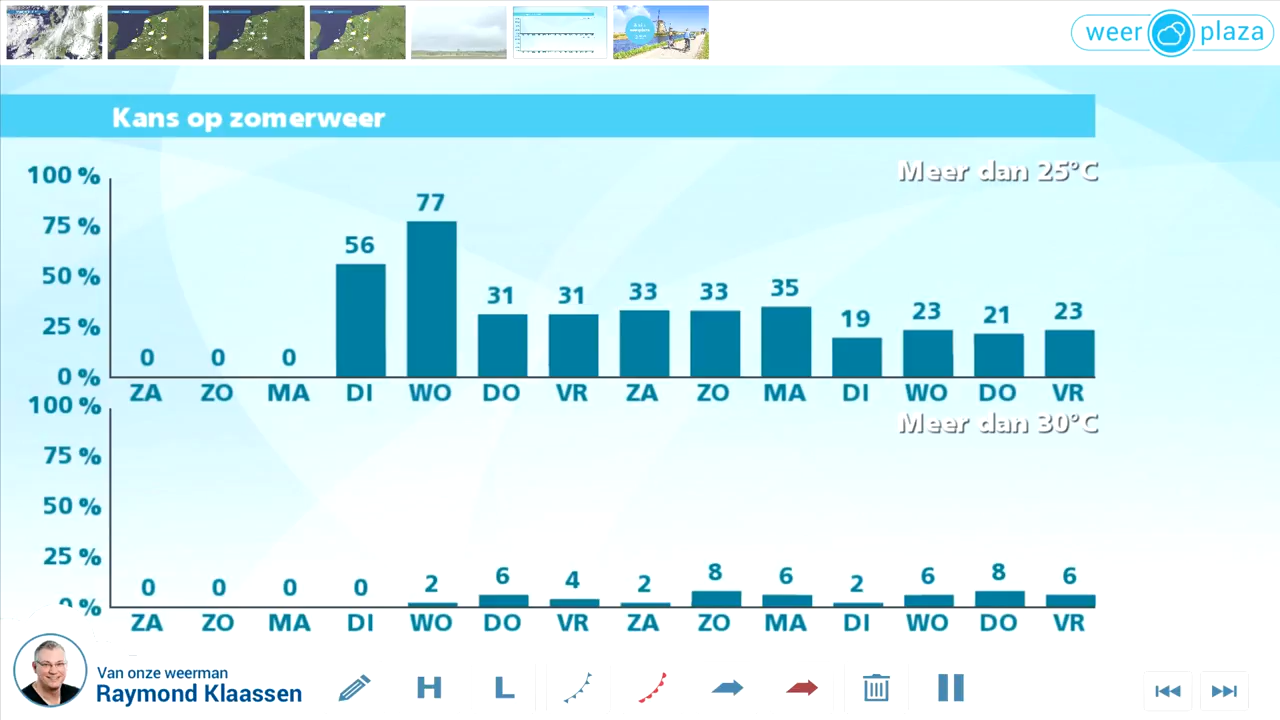 weer plaza
Kans op zomerweer
Meer dan 25°C
100 %
75 %
50 %
25 %
0 %
0 0 0 56 77 31 31 33 33 35 19 23 21 23
ZA ZO MA DI WO DO VR ZA ZO MA DI WO DO VR
Meer dan 30°C
100 %
75 %
50 %
25 %
0 %
0 0 0 0 2 6 4 2 8 6 2 6 8 6
ZA ZO MA DI WO DO VR ZA ZO MA DI WO DO VR
Van onze weerman
Raymond Klaassen
H L